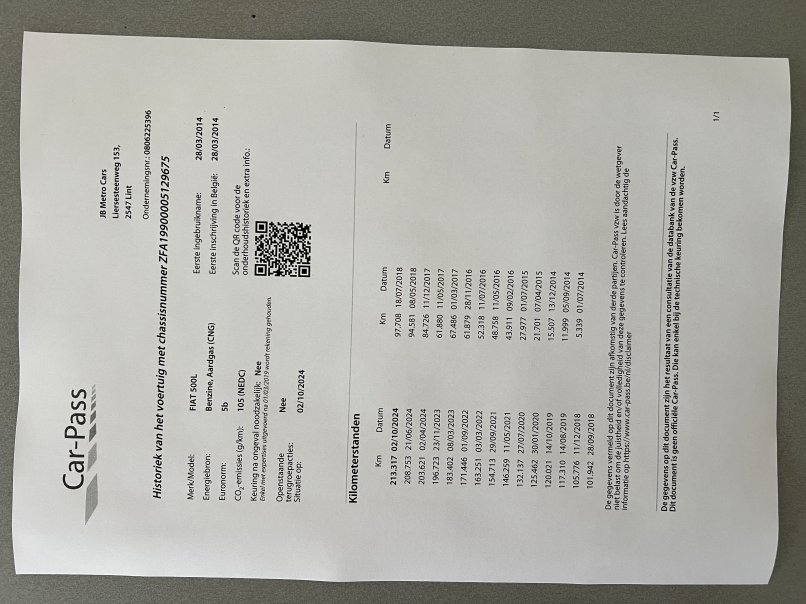 Car-Pass
JB Metro Cars
Liersesteenweg 153,
2547 Lint
Ondernemingsnr.: 0806225396
Historiek van het voertuig met chassisnummer ZFA19900005129675
Merk/Model: FIAT 500L
Energiebron: Benzine, Aardgas (CNG)
Euronorm: 5b
CO2-emissies (g/km): 105 (NEDC)
Keuring na ongeval noodzakelijk: Nee
Enkel met expertises uitgevoerd na 01/03/2019 wordt rekening gehouden.
Openstaande
terugroepacties: Nee
Situatie op: 02/10/2024
Eerste ingebruikname: 28/03/2014
Eerste inschrijving in België: 28/03/2014
Scan de QR code voor de
onderhoudshistoriek en extra info.:
Kilometerstanden
Km Datum
213.317 02/10/2024
208.753 21/06/2024
203.621 02/04/2024
196.723 23/11/2023
183.402 08/03/2023
171.446 01/09/2022
163.251 03/03/2022
154.713 29/09/2021
146.259 11/05/2021
132.137 27/07/2020
125.462 30/01/2020
120.021 14/10/2019
117.310 14/08/2019
105.776 11/12/2018
101.942 28/09/2018
Km Datum
97.708 18/07/2018
94.581 08/05/2018
84.726 11/12/2017
61.880 11/05/2017
67.486 01/03/2017
61.879 28/11/2016
52.318 11/07/2016
48.758 11/05/2016
43.911 09/02/2016
27.977 01/07/2015
21.701 07/04/2015
15.507 13/12/2014
11.999 05/09/2014
5.339 01/07/2014
Km Datum
De gegevens vermeld op dit document zijn afkomstig van derde partijen. Car-Pass vzw is door de wetgever
niet belast om de juistheid en/of volledigheid van deze gegevens te controleren. Lees aandachtig de
informatie op https://www.car-pass.be/nl/disclaimer
De gegevens op dit document zijn het resultaat van een consultatie van de databank van de vzw Car-Pass.
Dit document is geen officiële Car-Pass. Die kan enkel bij de technische keuring bekomen worden.
1/1